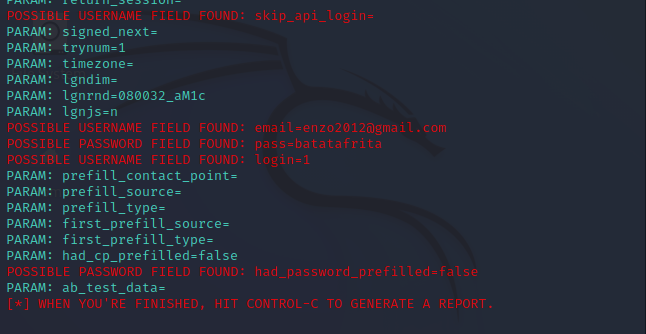 PARAM: return_session=
POSSIBLE USERNAME FIELD FOUND: skip_api_login=
PARAM: signed_next=
PARAM: trynum=1
PARAM: timezone=
PARAM: lgndim=
PARAM: lgnrnd=080032_aM1c
PARAM: lgnjs=n
POSSIBLE USERNAME FIELD FOUND: email=enzo2012@gmail.com
POSSIBLE PASSWORD FIELD FOUND: pass=batatafrita
POSSIBLE USERNAME FIELD FOUND: login=1
PARAM: prefill_contact_point=
PARAM: prefill_source=
PARAM: prefill_type=
PARAM: first_prefill_source=
PARAM: first_prefill_type=
PARAM: had_cp_prefilled=false
POSSIBLE PASSWORD FIELD FOUND: had_password_prefilled=false
PARAM: ab_test_data=
[*] WHEN YOU'RE FINISHED, HIT CONTROL-C TO GENERATE A REPORT.